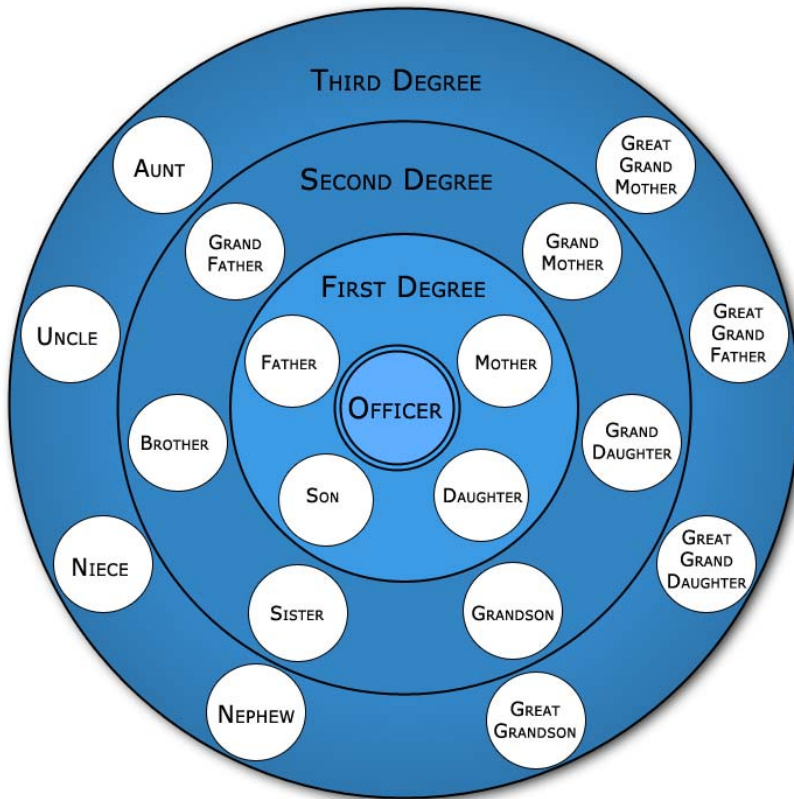 Third Degree
Aunt
Great
Grand
Mother
Second Degree
Grand
Father
Grand
Mother
First Degree
Uncle
Great
Grand
Father
Father
Mother
Officer
Brother
Grand
Daughter
Son
Daughter
Niece
Great
Grand
Daughter
Sister
Grandson
Nephew
Great
Grandson